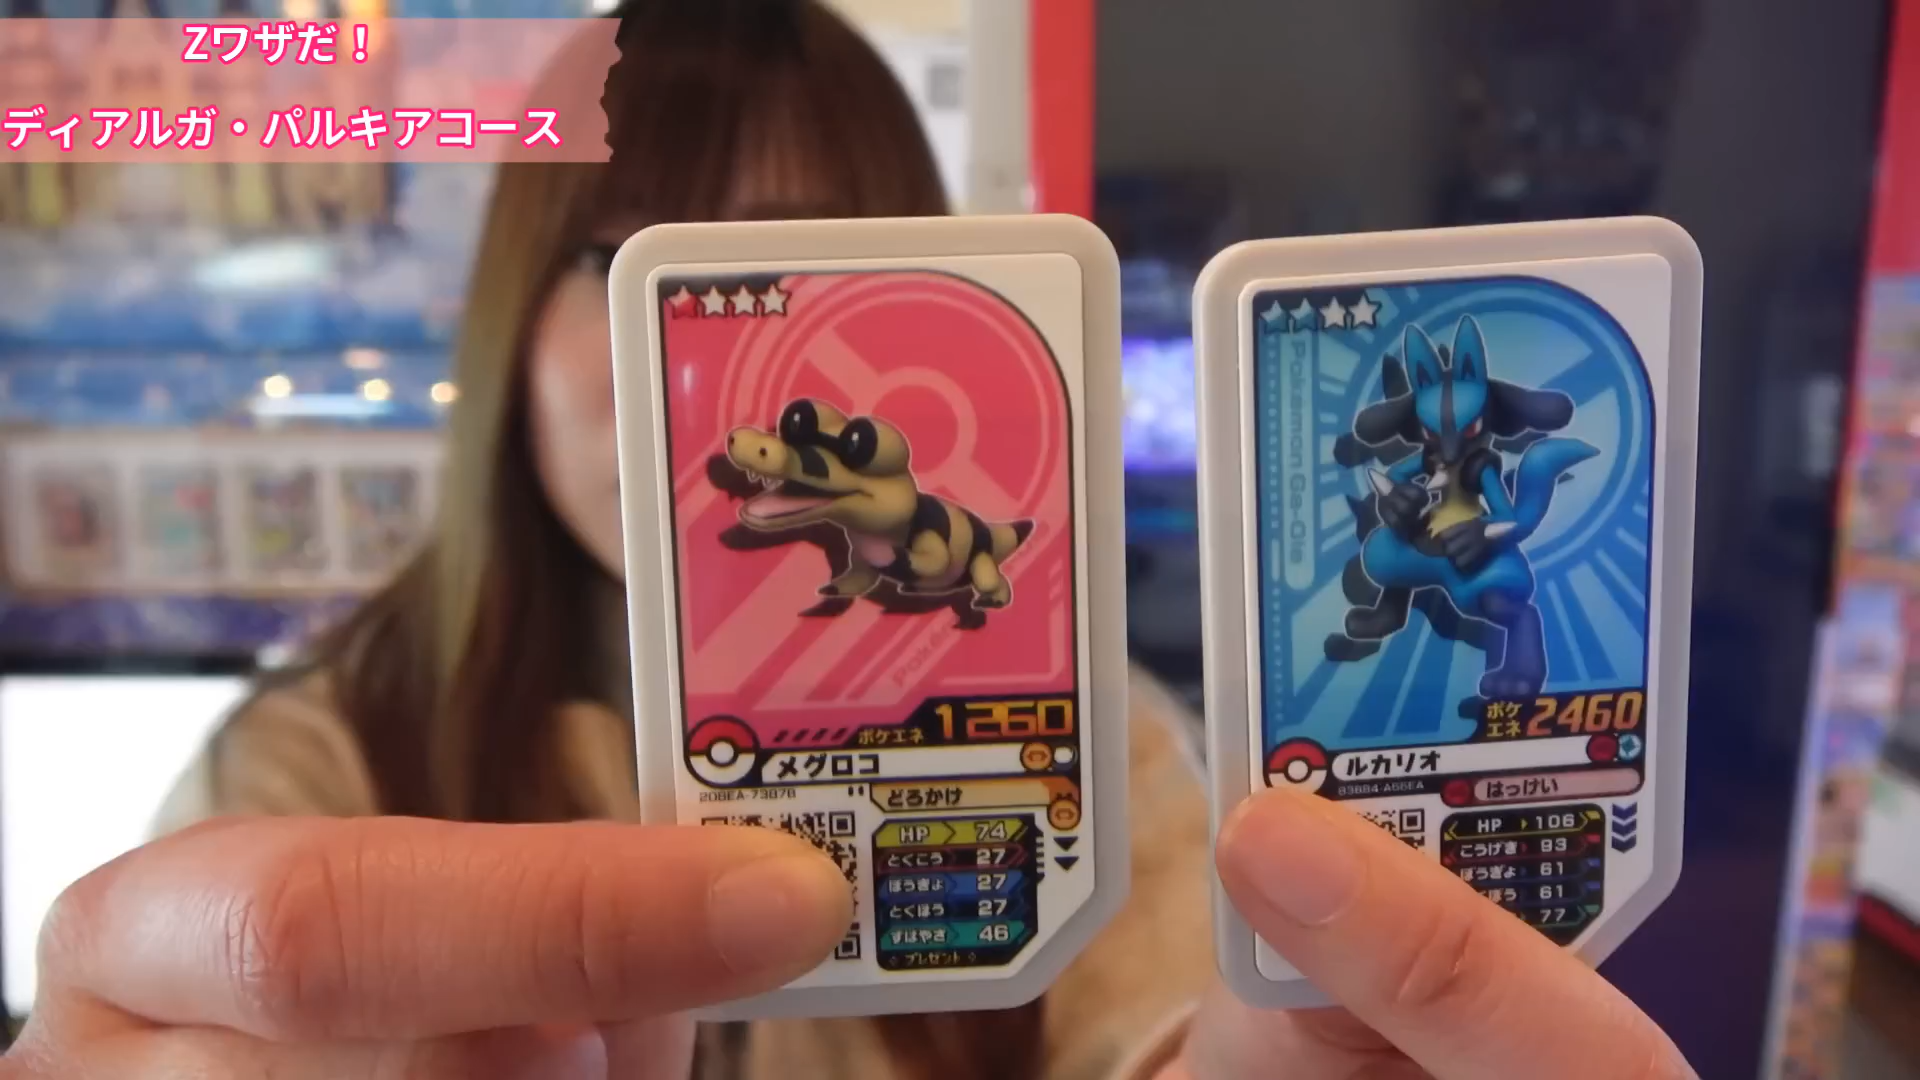 Zワザだ！
ディアルガ・パルキアコース
ポケエネ 1260
メグロコ
20BEA-73B7B
どろかけ
HP 74
とくこう 27
ぼうぎょ 27
とくほう 27
すばやさ 46
プレゼント
Pokémon Ga-Olé
ポケエネ 2460
ルカリオ
はっけい
HP 106
こうげき 93
ぼうぎょ 61
ぼう 61
77